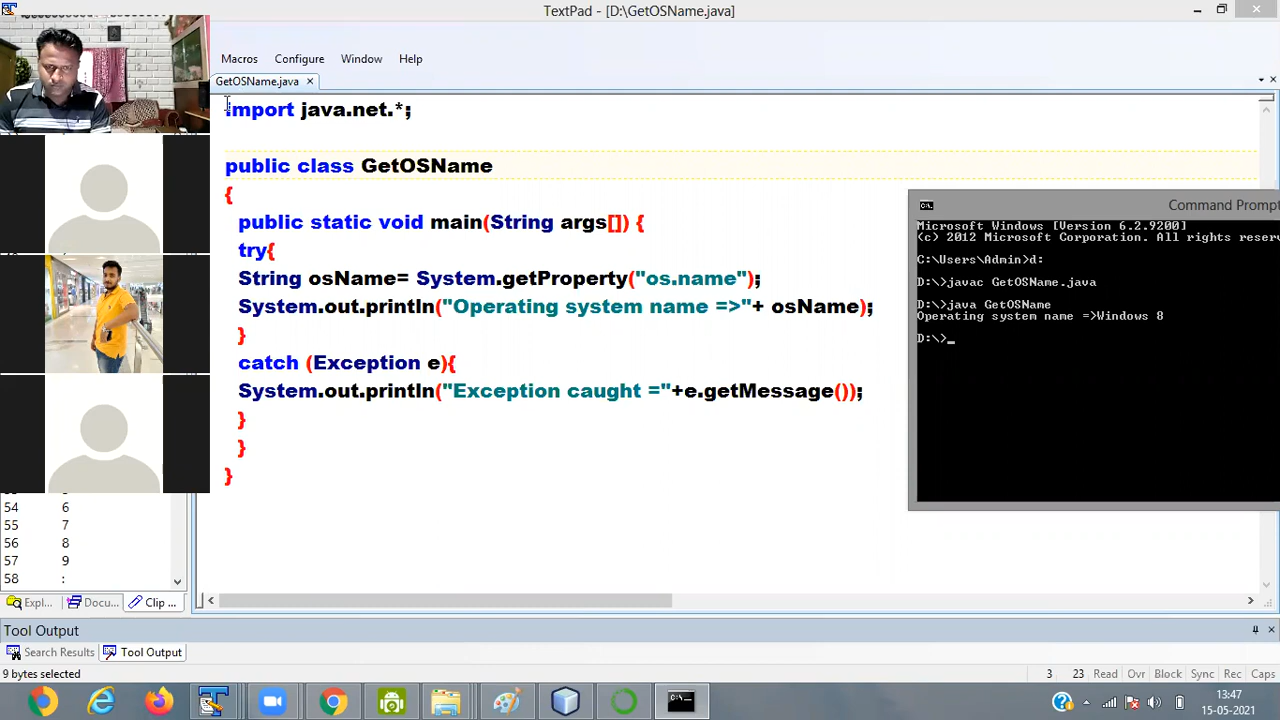 TextPad - [D:\GetOSName.java]
Macros Configure Window Help
GetOSName.java
import java.net.*;
public class GetOSName
{
public static void main(String args[]) {
try{
String osName= System.getProperty("os.name");
System.out.println("Operating system name =>"+ osName);
}
catch (Exception e){
System.out.println("Exception caught ="+e.getMessage());
}
}
}
Command Prompt
Microsoft Windows [Version 6.2.9200]
(c) 2012 Microsoft Corporation. All rights reser
C:\Users\Admin>d:
D:\>javac GetOSName.java
D:\>java GetOSName
Operating system name =>Windows 8
D:\>_
54 6
55 7
56 8
57 9
58 :
Expl... Docu... Clip ...
Tool Output
Search Results Tool Output
9 bytes selected
3 23 Read Ovr Block Sync Rec Caps
13:47
15-05-2021